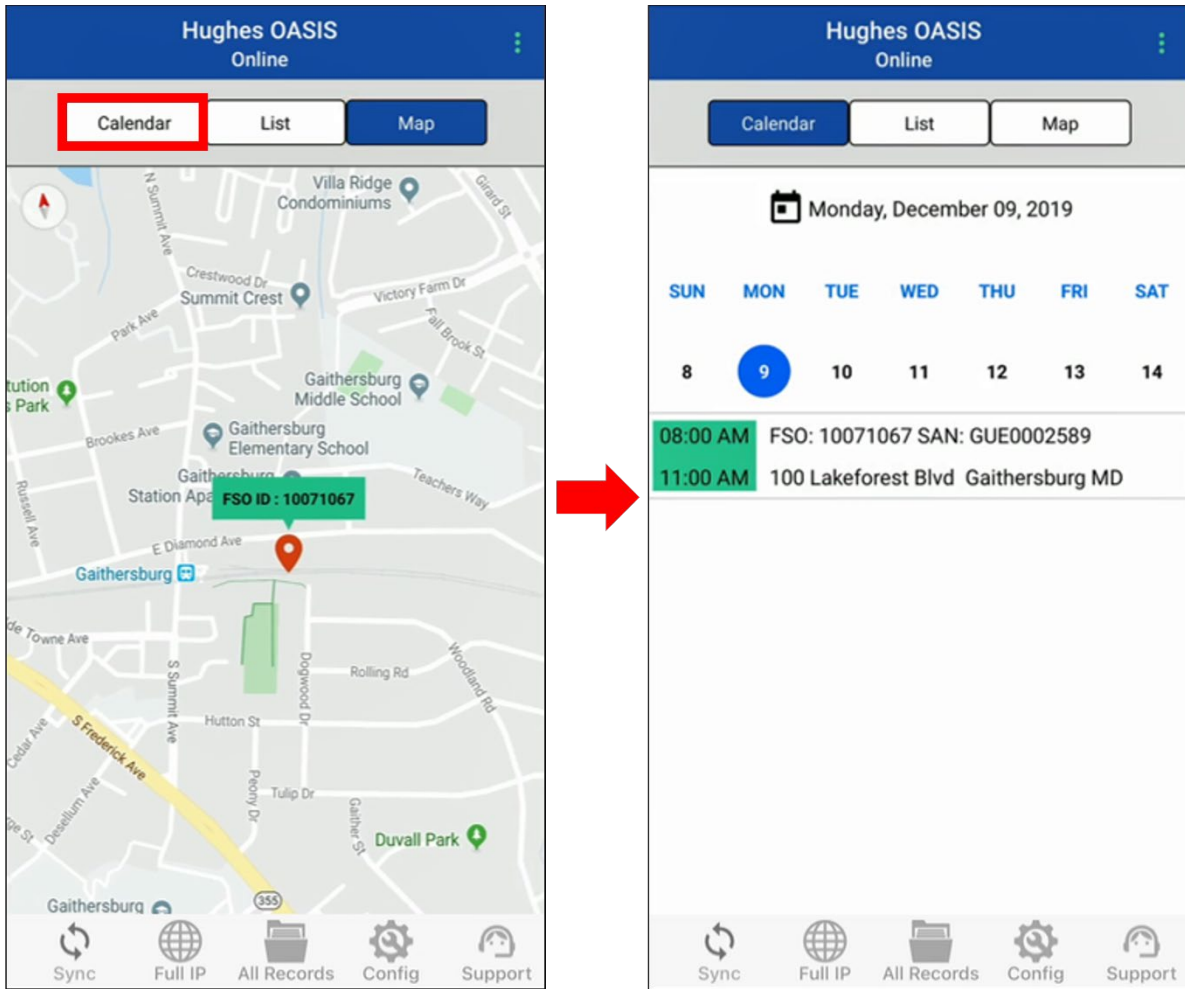 Hughes OASIS
Online
Calendar List Map
Villa Ridge
Condominiums
Girard St
N Summit Ave
Crestwood Dr
Summit Crest
Victory Farm Dr
Park Ave
Fall Brook St
Gaithersburg
Middle School
tution
s Park
Brookes Ave
Gaithersburg
Elementary School
Gaithersburg
Station Apa
Teachers Way
Russell Ave
FSO ID : 10071067
E Diamond Ave
Gaithersburg
de Towne Ave
S Summit Ave
Dogwood Dr
Rolling Rd
Woodland Rd
Hutton St
Cedar Ave
S Frederick Ave
Peony Dr
Tulip Dr
Desellum Ave
Gaither St
ge St
Duvall Park
355
Gaithersburg
Sync Full IP All Records Config Support
Hughes OASIS
Online
Calendar List Map
Monday, December 09, 2019
SUN MON TUE WED THU FRI SAT
8 9 10 11 12 13 14
08:00 AM FSO: 10071067 SAN: GUE0002589
11:00 AM 100 Lakeforest Blvd Gaithersburg MD
Sync Full IP All Records Config Support